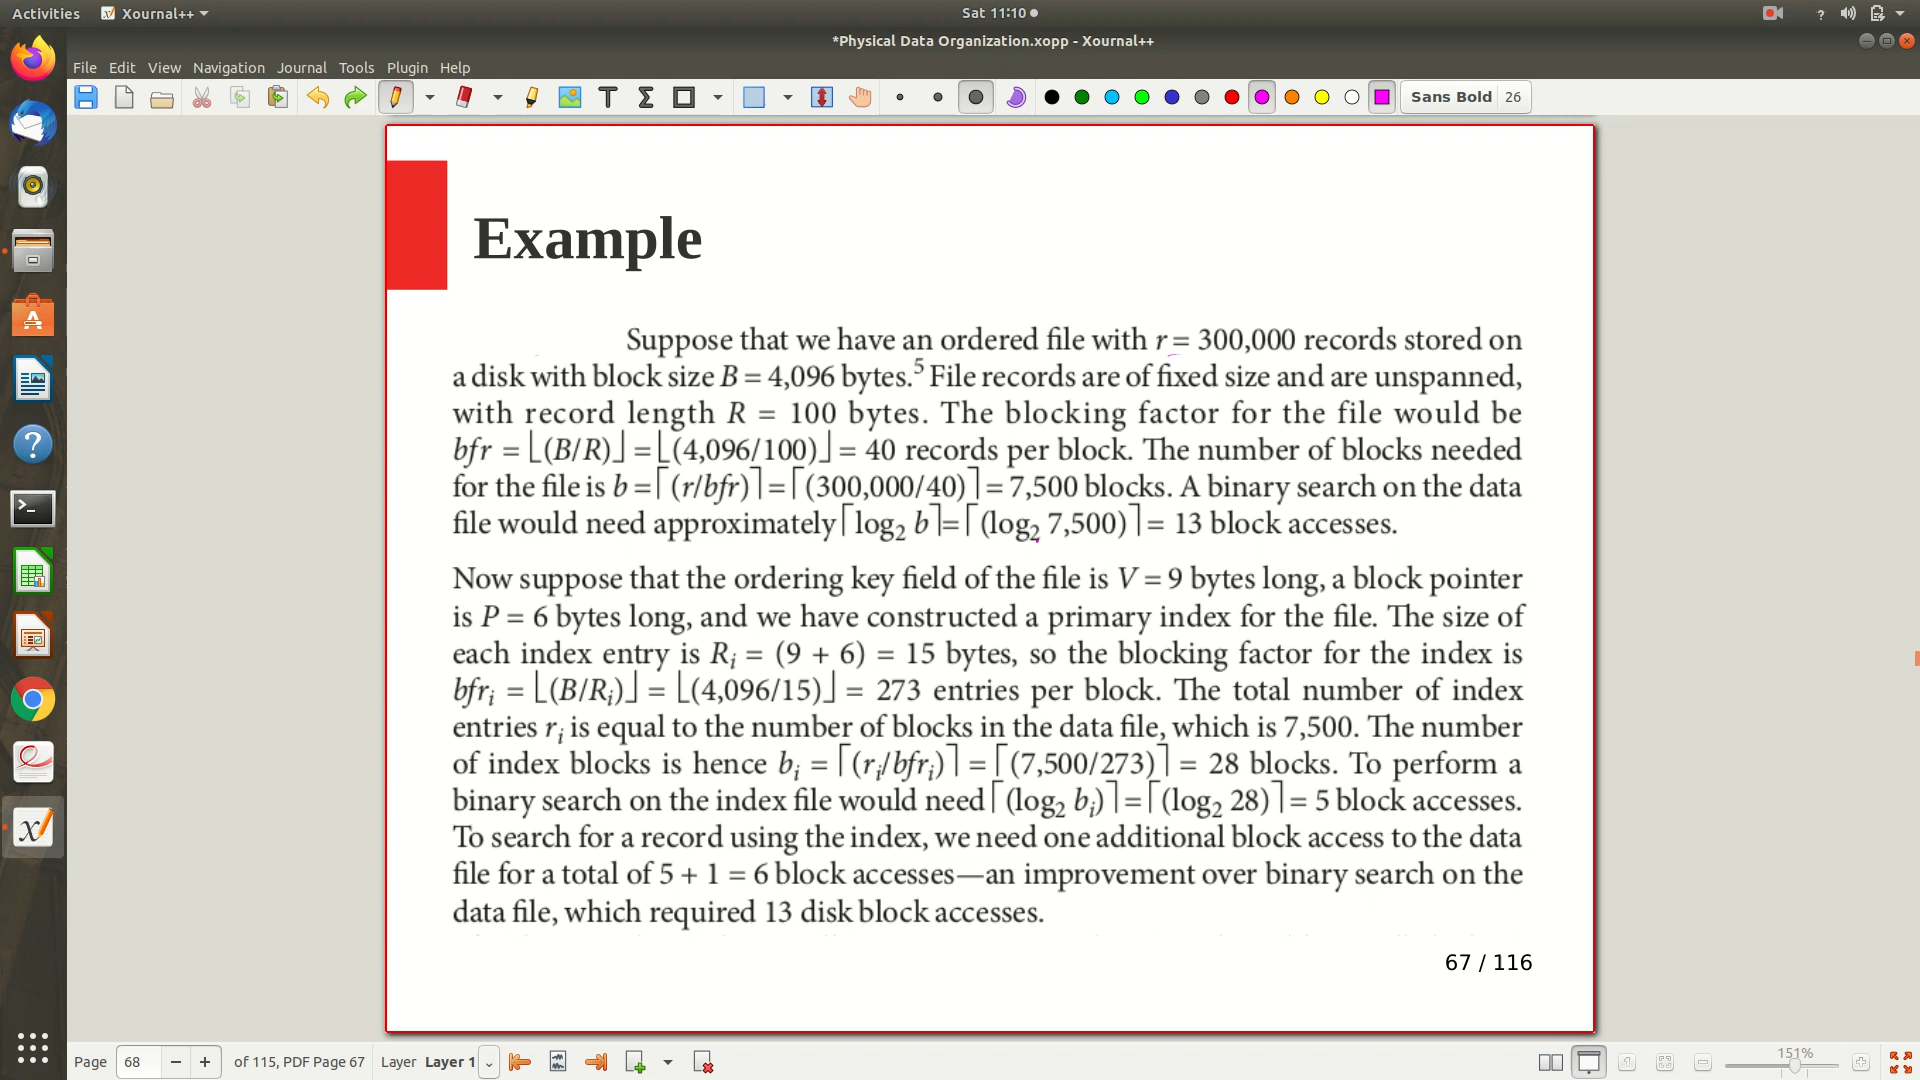 Activities Xournal++ Sat 11:10
*Physical Data Organization.xopp - Xournal++
File Edit View Navigation Journal Tools Plugin Help
Sans Bold 26
Example
Suppose that we have an ordered file with r = 300,000 records stored on
a disk with block size B = 4,096 bytes.⁵ File records are of fixed size and are unspanned,
with record length R = 100 bytes. The blocking factor for the file would be
bfr = ⌊(B/R)⌋ = ⌊(4,096/100)⌋ = 40 records per block. The number of blocks needed
for the file is b = ⌈(r/bfr)⌉ = ⌈(300,000/40)⌉ = 7,500 blocks. A binary search on the data
file would need approximately ⌈log₂ b⌉ = ⌈(log₂ 7,500)⌉ = 13 block accesses.
Now suppose that the ordering key field of the file is V = 9 bytes long, a block pointer
is P = 6 bytes long, and we have constructed a primary index for the file. The size of
each index entry is Rᵢ = (9 + 6) = 15 bytes, so the blocking factor for the index is
bfrᵢ = ⌊(B/Rᵢ)⌋ = ⌊(4,096/15)⌋ = 273 entries per block. The total number of index
entries rᵢ is equal to the number of blocks in the data file, which is 7,500. The number
of index blocks is hence bᵢ = ⌈(rᵢ/bfrᵢ)⌉ = ⌈(7,500/273)⌉ = 28 blocks. To perform a
binary search on the index file would need ⌈(log₂ bᵢ)⌉ = ⌈(log₂ 28)⌉ = 5 block accesses.
To search for a record using the index, we need one additional block access to the data
file for a total of 5 + 1 = 6 block accesses—an improvement over binary search on the
data file, which required 13 disk block accesses.
67 / 116
Page 68 − + of 115, PDF Page 67 Layer Layer 1 151%